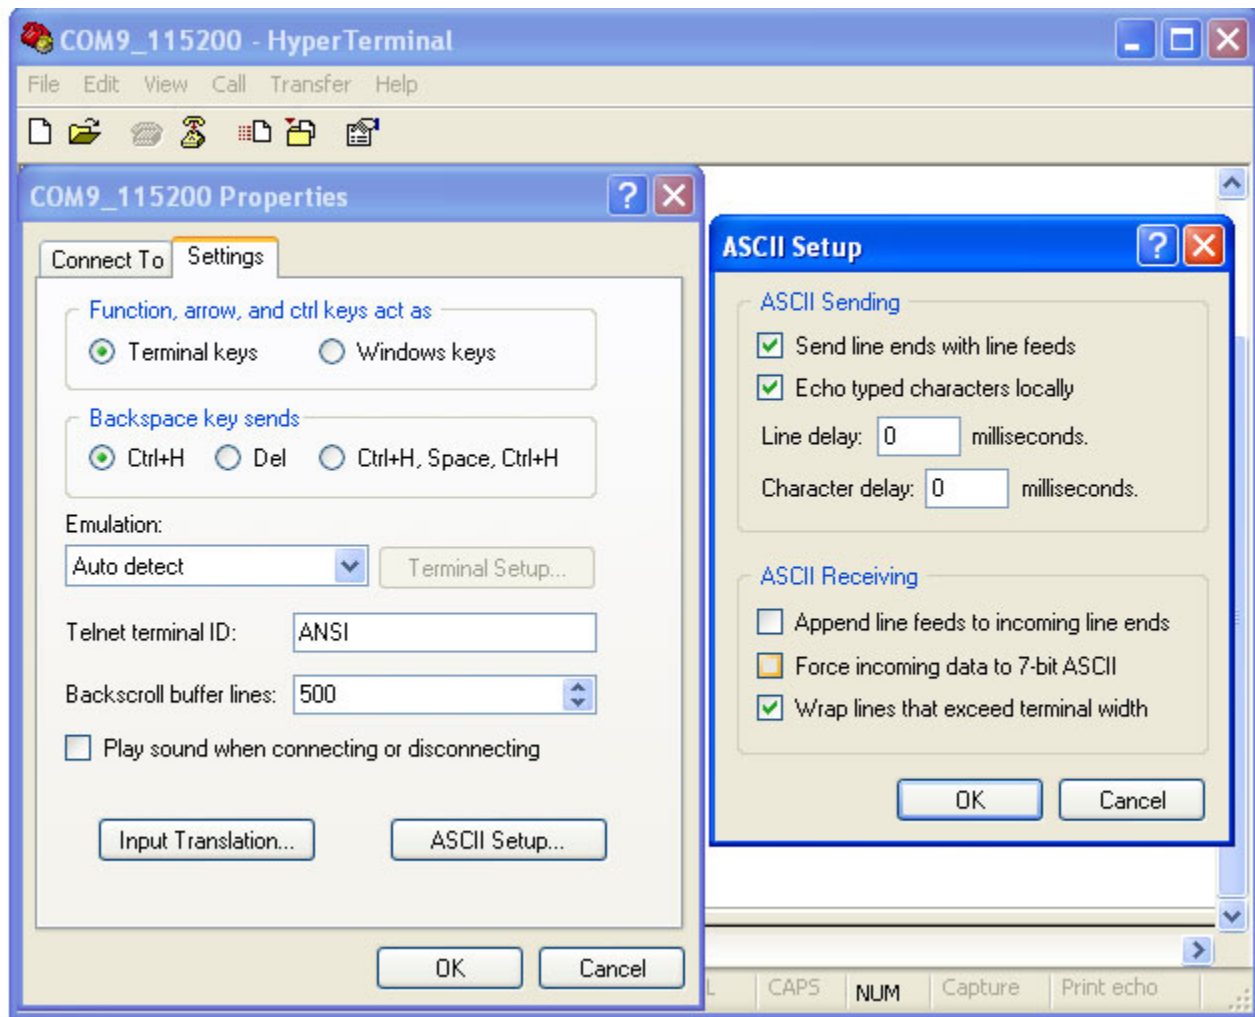 COM9_115200 - HyperTerminal
File Edit View Call Transfer Help
COM9_115200 Properties
Connect To Settings
Function, arrow, and ctrl keys act as
Terminal keys Windows keys
Backspace key sends
Ctrl+H Del Ctrl+H, Space, Ctrl+H
Emulation:
Auto detect Terminal Setup...
Telnet terminal ID: ANSI
Backscroll buffer lines: 500
Play sound when connecting or disconnecting
Input Translation... ASCII Setup...
OK Cancel
ASCII Setup
ASCII Sending
Send line ends with line feeds
Echo typed characters locally
Line delay: 0 milliseconds.
Character delay: 0 milliseconds.
ASCII Receiving
Append line feeds to incoming line ends
Force incoming data to 7-bit ASCII
Wrap lines that exceed terminal width
OK Cancel
CAPS NUM Capture Print echo